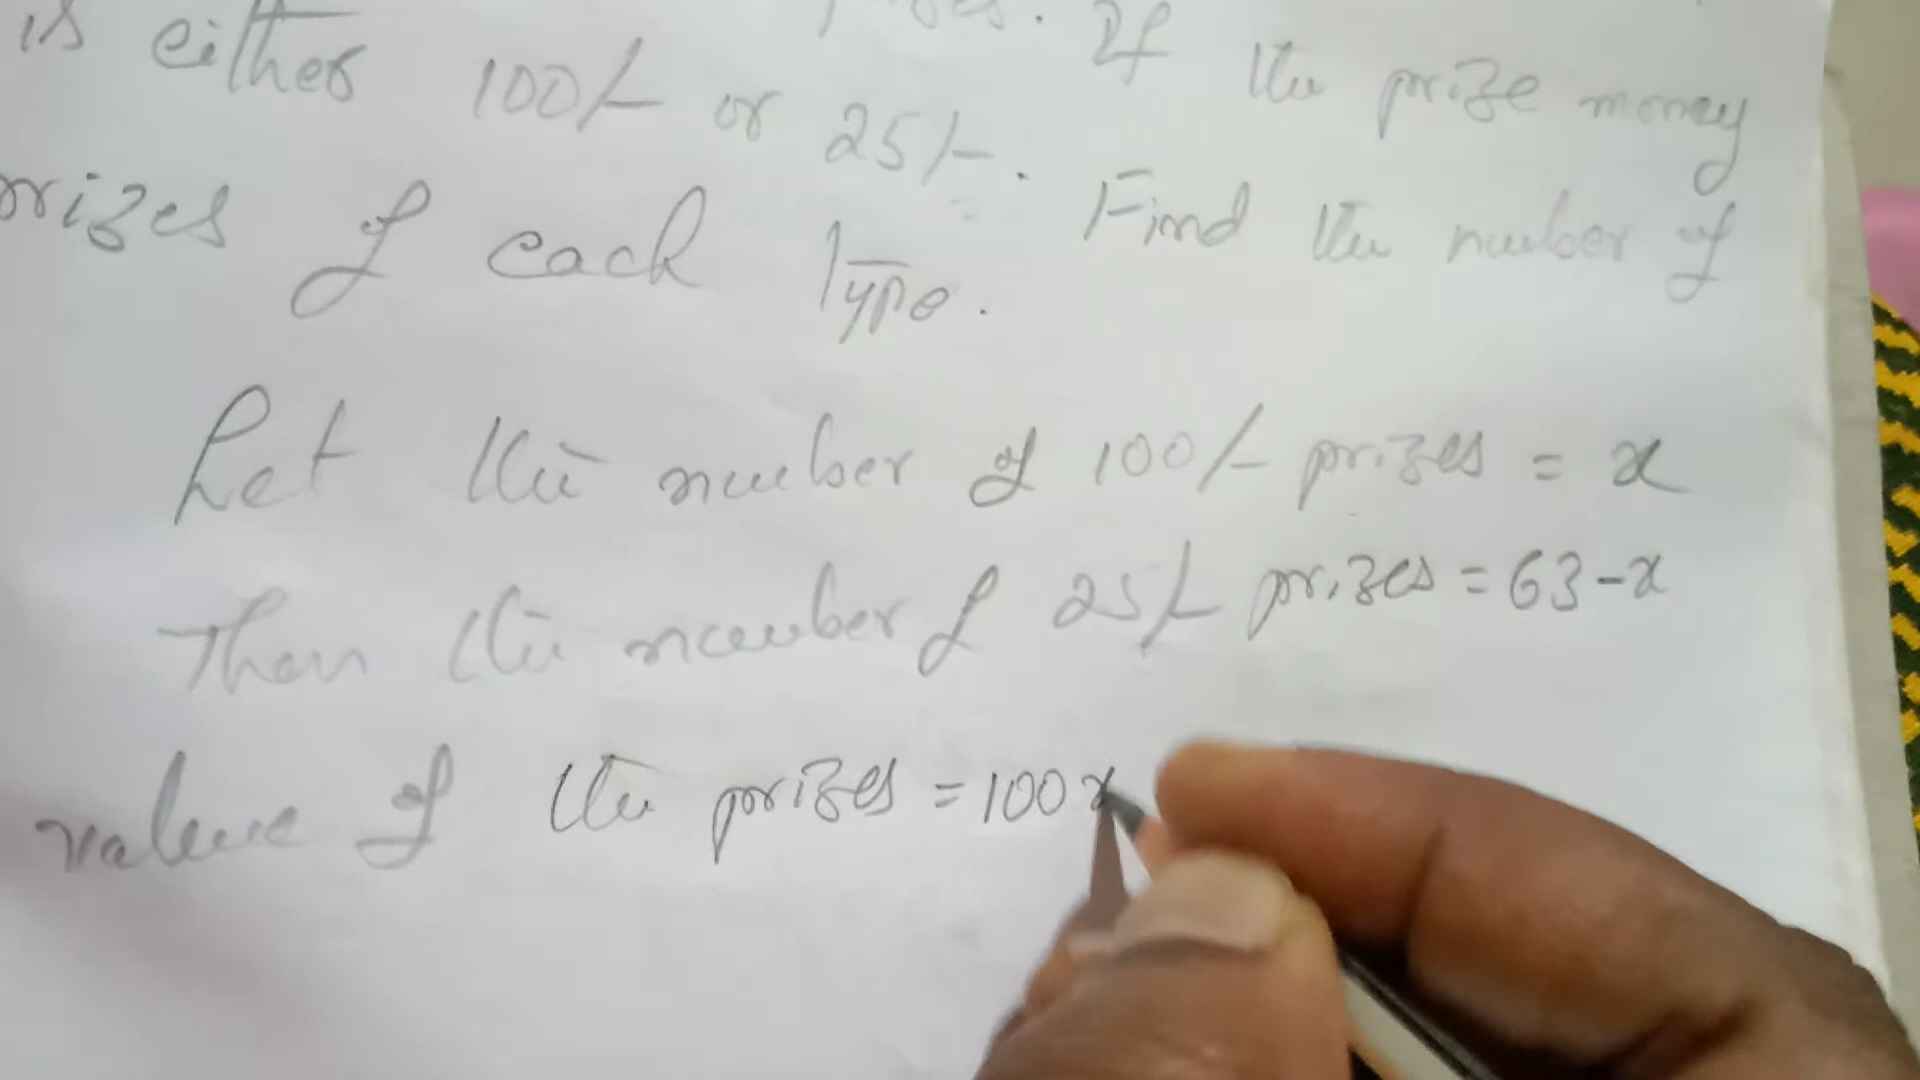 is either 100/- or 25/-. If the prize money
rizes of each Type. Find the number of
Let the number of 100/- prizes = x
Then the number of 25/- prizes = 63-x
value of the prizes = 100x